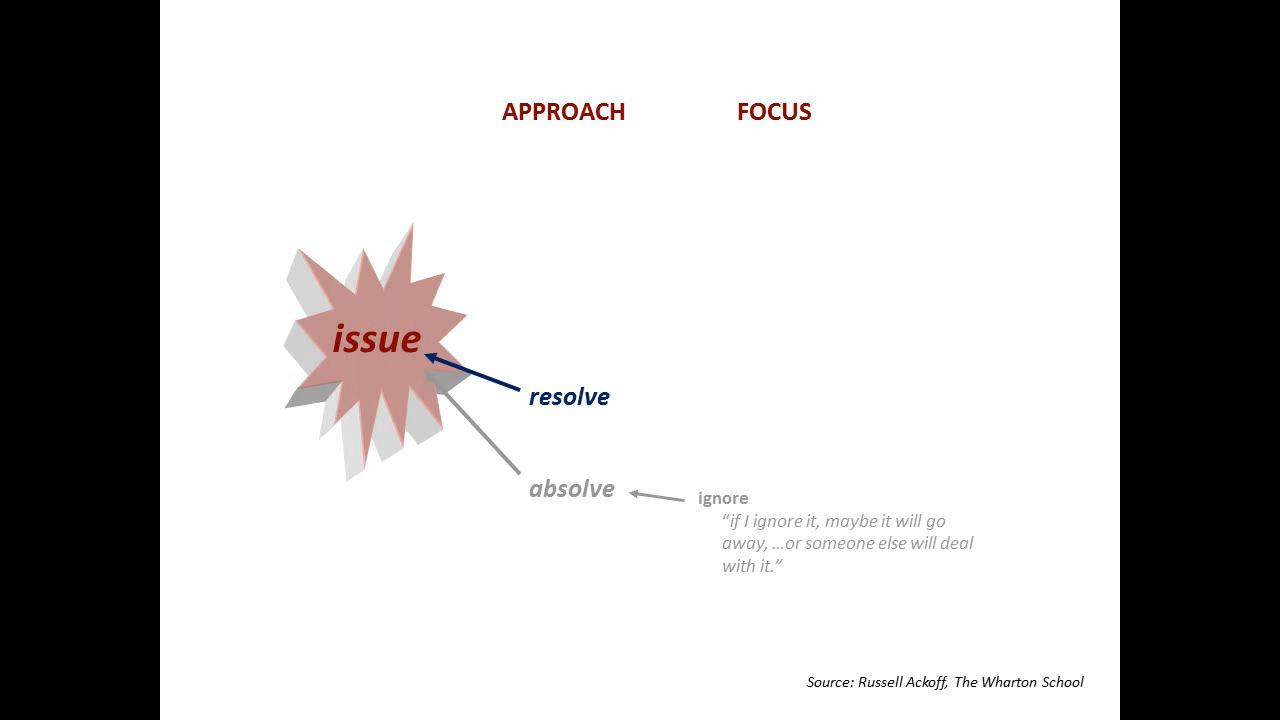 APPROACH FOCUS
issue
resolve
absolve
ignore
“if I ignore it, maybe it will go
away, …or someone else will deal
with it.”
Source: Russell Ackoff, The Wharton School